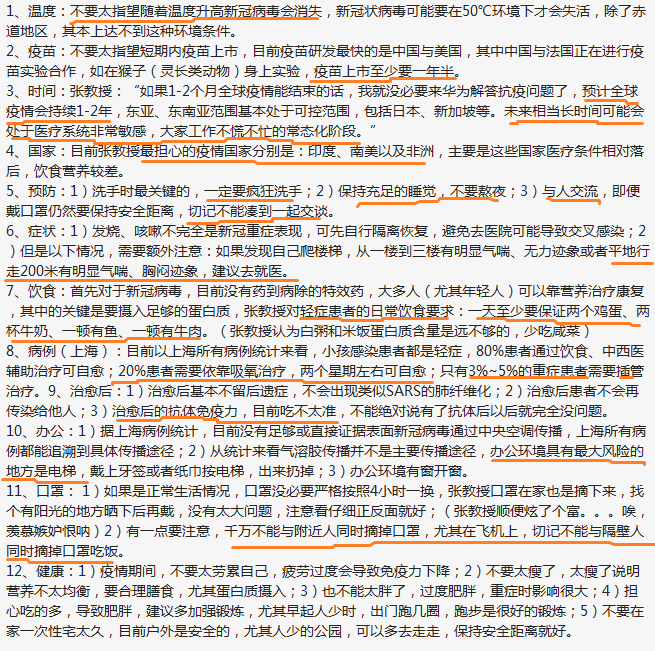 1、温度：不要太指望随着温度升高新冠病毒会消失，新冠状病毒可能要在50℃环境下才会失活，除了赤
道地区，其本上达不到这种环境条件。
2、疫苗：不要太指望短期内疫苗上市，目前疫苗研发最快的是中国与美国，其中中国与法国正在进行疫
苗实验合作，如在猴子（灵长类动物）身上实验，疫苗上市至少要一年半。
3、时间：张教授：“如果1-2个月全球疫情能结束的话，我就没必要来华为解答抗疫问题了，预计全球
疫情会持续1-2年，东亚、东南亚范围基本处于可控范围，包括日本、新加坡等。未来相当长时间可能会
处于医疗系统非常敏感，大家工作不慌不忙的常态化阶段。”
4、国家：目前张教授最担心的疫情国家分别是：印度、南美以及非洲，主要是这些国家医疗条件相对落
后，饮食营养较差。
5、预防：1）洗手时最关键的，一定要疯狂洗手；2）保持充足的睡觉，不要熬夜；3）与人交流，即便
戴口罩仍然要保持安全距离，切记不能凑到一起交谈。
6、症状：1）发烧、咳嗽不完全是新冠重症表现，可先自行隔离恢复，避免去医院可能导致交叉感染；2
）但是以下情况，需要额外注意：如果发现自己爬楼梯，从一楼到三楼有明显气喘、无力迹象或者平地行
走200米有明显气喘、胸闷迹象，建议去就医。
7、饮食：首先对于新冠病毒，目前没有药到病除的特效药，大多人（尤其年轻人）可以靠营养治疗康复
，其中的关键是要摄入足够的蛋白质，张教授对轻症患者的日常饮食要求：一天至少要保证两个鸡蛋、两
杯牛奶、一顿有鱼、一顿有牛肉。（张教授认为白粥和米饭蛋白质含量是远不够的，少吃咸菜）
8、病例（上海）：目前以上海所有病例统计来看，小孩感染患者都是轻症，80%患者通过饮食、中西医
辅助治疗可自愈；20%患者需要依靠吸氧治疗，两个星期左右可自愈；只有3%~5%的重症患者需要插管
治疗。9、治愈后：1）治愈后基本不留后遗症，不会出现类似SARS的肺纤维化；2）治愈后患者不会再
传染给他人；3）治愈后的抗体免疫力，目前吃不太准，不能绝对说有了抗体后以后就完全没问题。
10、办公：1）据上海病例统计，目前没有足够或直接证据表面新冠病毒通过中央空调传播，上海所有病
例都能追溯到具体传播途径；2）从统计来看气溶胶传播并不是主要传播途径，办公环境具有最大风险的
地方是电梯，戴上牙签或者纸巾按电梯，出来扔掉；3）办公环境有窗开窗。
11、口罩： 1）如果是正常生活情况，口罩没必要严格按照4小时一换，张教授口罩在家也是摘下来，找
个有阳光的地方晒下后再戴，没有太大问题，注意看仔细正反面就好；（张教授顺便炫了个富。。。唉，
羡慕嫉妒恨呐）2）有一点要注意，千万不能与附近人同时摘掉口罩，尤其在飞机上，切记不能与隔壁人
同时摘掉口罩吃饭。
12、健康：1）疫情期间，不要太劳累自己，疲劳过度会导致免疫力下降；2）不要太瘦了，太瘦了说明
营养不太均衡，要合理膳食，尤其蛋白质摄入；3）也不能太胖了，过度肥胖，重症时影响很大；4）担
心吃的多，导致肥胖，建议多加强锻炼，尤其早起人少时，出门跑几圈，跑步是很好的锻炼；5）不要在
家一次性宅太久，目前户外是安全的，尤其人少的公园，可以多去走走，保持安全距离就好。